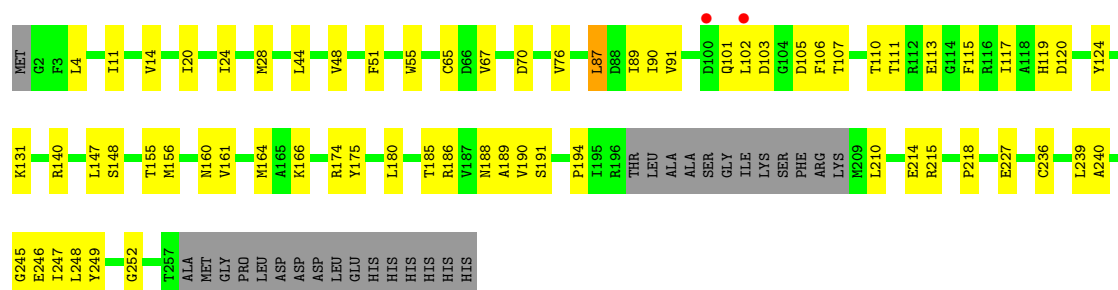 MET G2 F3 L4 I11 V14 I20 I24 M28 L44 V48 F51 W55 C65 D66 V67 D70 V76 L87 D88 I89 I90 V91 D100 Q101 L102 D103 G104 D105 F106 T107 T110 T111 R112 E113 G114 F115 R116 I117 A118 H119 D120 Y124
K131 R140 L147 S148 T155 M156 N160 V161 M164 A165 K166 R174 Y175 L180 T185 R186 V187 N188 A189 V190 S191 P194 I195 R196 THR LEU ALA ALA SER GLY ILE LYS SER PHE ARG LYS M209 L210 E214 R215 P218 E227 C236 L239 A240
G245 E246 I247 L248 Y249 G252 T257 ALA MET GLY PRO LEU ASP ASP ASP LEU GLU HIS HIS HIS HIS HIS HIS